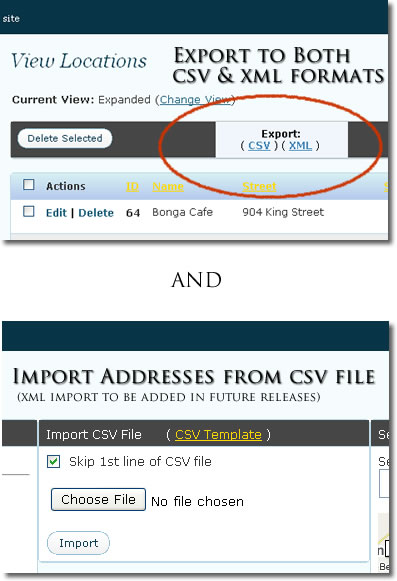 site
View Locations
EXPORT TO BOTH
CSV & XML FORMATS
Current View: Expanded (Change View)
Delete Selected
Export:
( CSV ) ( XML )
Actions ID Name Street
Edit | Delete 64 Bonga Cafe 904 King Street
AND
IMPORT ADDRESSES FROM CSV FILE
(XML IMPORT TO BE ADDED IN FUTURE RELEASES)
Import CSV File ( CSV Template )
Skip 1st line of CSV file
Choose File No file chosen
Import